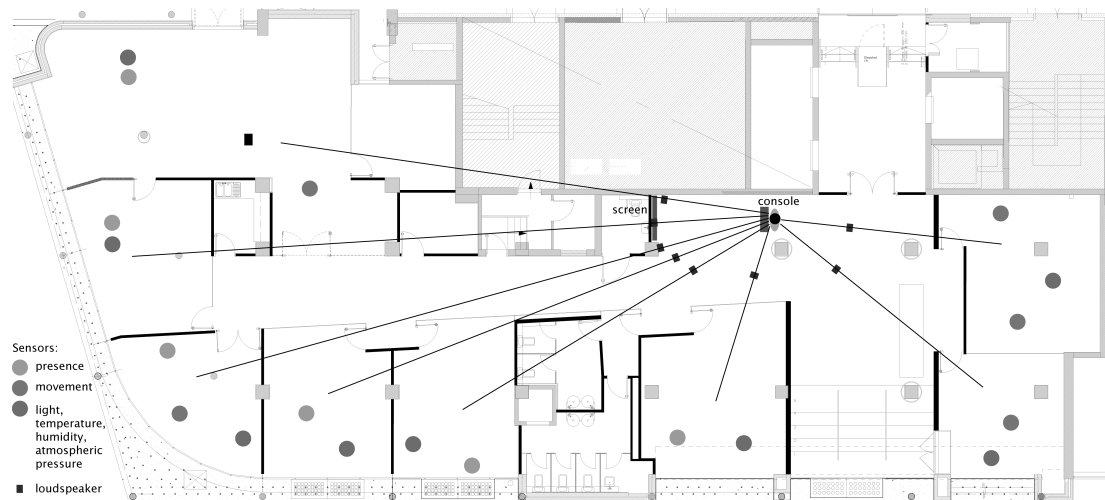 screen
console
Sensors:
presence
movement
light,
temperature,
humidity,
atmospheric
pressure
loudspeaker